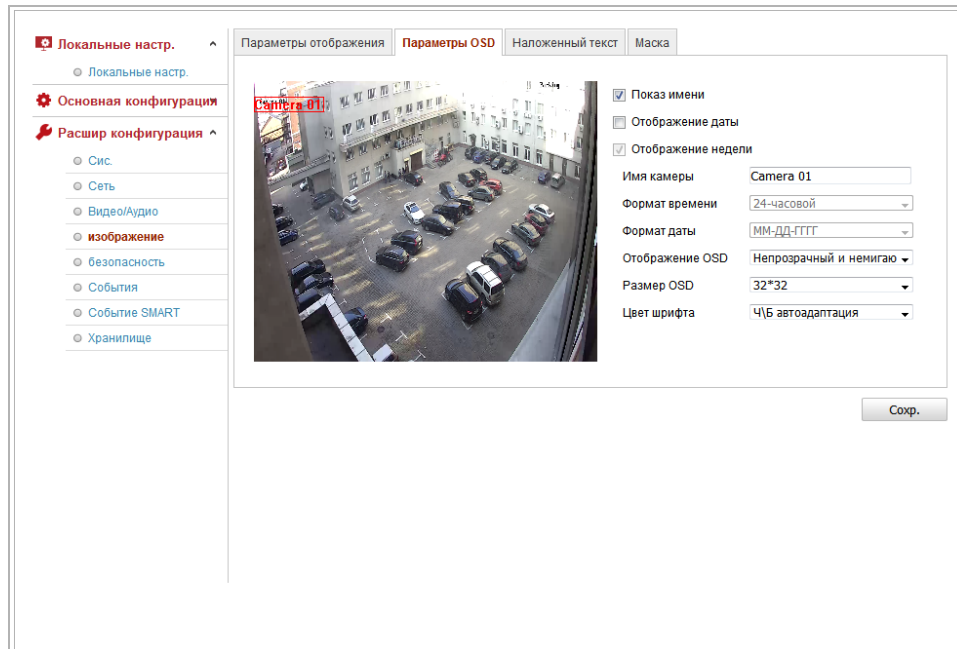 Локальные настр.
Локальные настр.
Основная конфигурация
Расшир конфигурация
Сис.
Сеть
Видео/Аудио
изображение
безопасность
События
Событие SMART
Хранилище
Параметры отображения
Параметры OSD
Наложенный текст
Маска
Camera 01
Показ имени
Отображение даты
Отображение недели
Имя камеры Camera 01
Формат времени 24-часовой
Формат даты ММ-ДД-ГГГГ
Отображение OSD Непрозрачный и немигаю
Размер OSD 32*32
Цвет шрифта Ч\Б автоадаптация
Сохр.